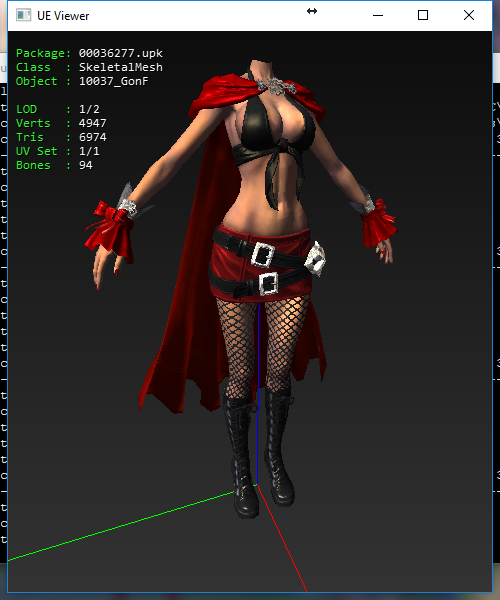 UE Viewer
Package: 00036277.upk
Class : SkeletalMesh
Object : 10037_GonF
LOD : 1/2
Verts : 4947
Tris : 6974
UV Set : 1/1
Bones : 94